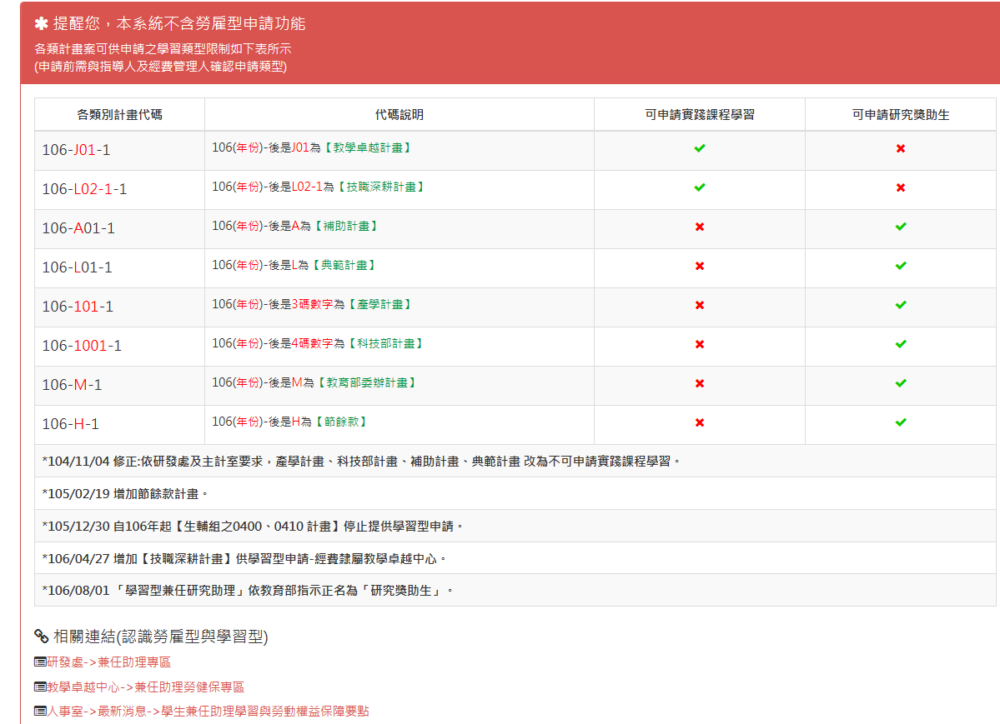 提醒您，本系統不含勞雇型申請功能
各類計畫案可供申請之學習類型限制如下表所示
(申請前需與指導人及經費管理人確認申請類型)
各類別計畫代碼 代碼說明 可申請實踐課程學習 可申請研究獎助生
106-J01-1 106(年份)-後是J01為【教學卓越計畫】
106-L02-1-1 106(年份)-後是L02-1為【技職深耕計畫】
106-A01-1 106(年份)-後是A為【補助計畫】
106-L01-1 106(年份)-後是L為【典範計畫】
106-101-1 106(年份)-後是3碼數字為【產學計畫】
106-1001-1 106(年份)-後是4碼數字為【科技部計畫】
106-M-1 106(年份)-後是M為【教育部委辦計畫】
106-H-1 106(年份)-後是H為【節餘款】
*104/11/04 修正:依研發處及主計室要求，產學計畫、科技部計畫、補助計畫、典範計畫 改為不可申請實踐課程學習。
*105/02/19 增加節餘款計畫。
*105/12/30 自106年起【生輔組之0400、0410 計畫】停止提供學習型申請。
*106/04/27 增加【技職深耕計畫】供學習型申請-經費隸屬教學卓越中心。
*106/08/01 「學習型兼任研究助理」依教育部指示正名為「研究獎助生」。
相關連結(認識勞雇型與學習型)
研發處->兼任助理專區
教學卓越中心->兼任助理勞健保專區
人事室->最新消息->學生兼任助理學習與勞動權益保障要點